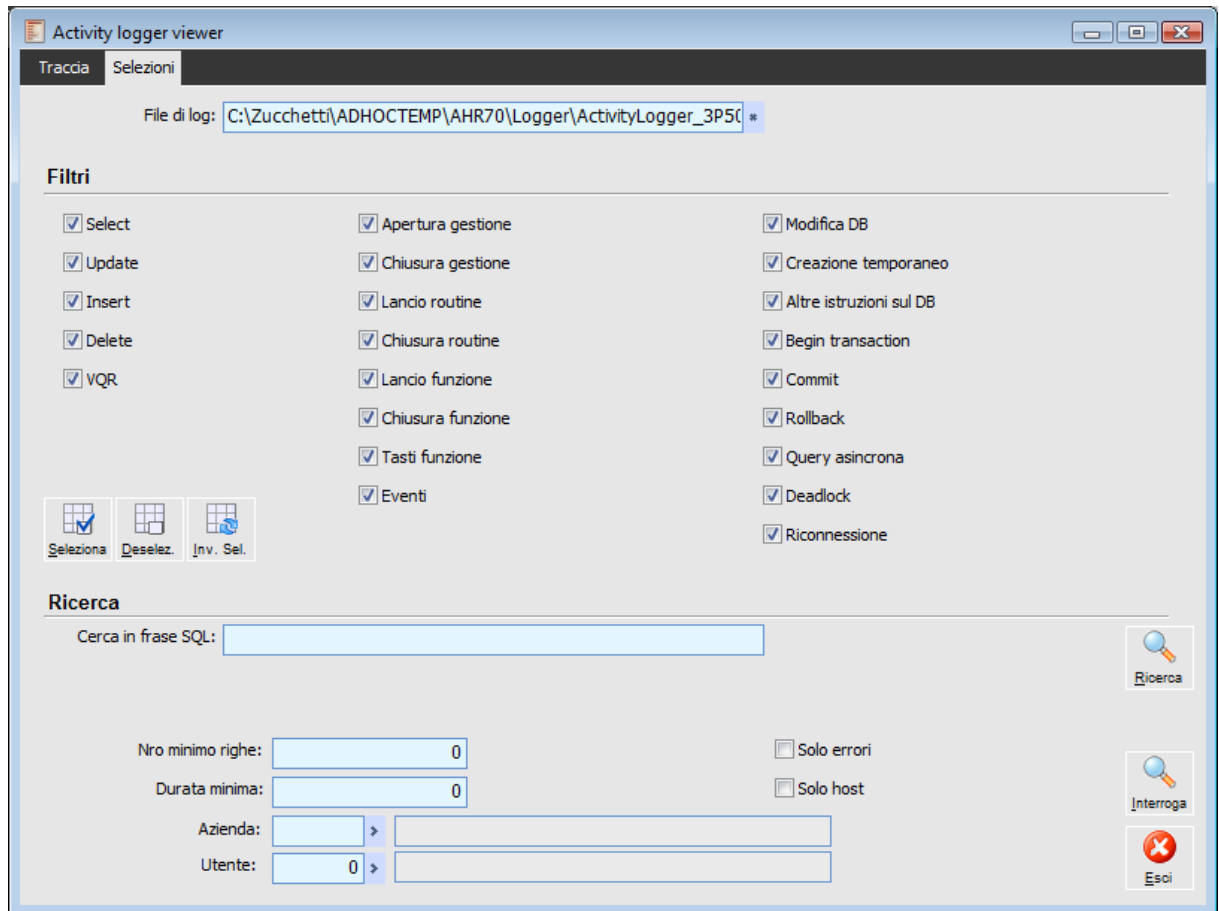 Activity logger viewer
Traccia Selezioni
File di log: C:\Zucchetti\ADHOCTEMP\AHR70\Logger\ActivityLogger_3P50
Filtri
Select Apertura gestione Modifica DB
Update Chiusura gestione Creazione temporaneo
Insert Lancio routine Altre istruzioni sul DB
Delete Chiusura routine Begin transaction
VQR Lancio funzione Commit
Chiusura funzione Rollback
Tasti funzione Query asincrona
Eventi Deadlock
Riconnessione
Seleziona Deselez. Inv. Sel.
Ricerca
Cerca in frase SQL:
Ricerca
Nro minimo righe: 0 Solo errori
Durata minima: 0 Solo host
Interroga
Azienda:
Utente: 0
Esci